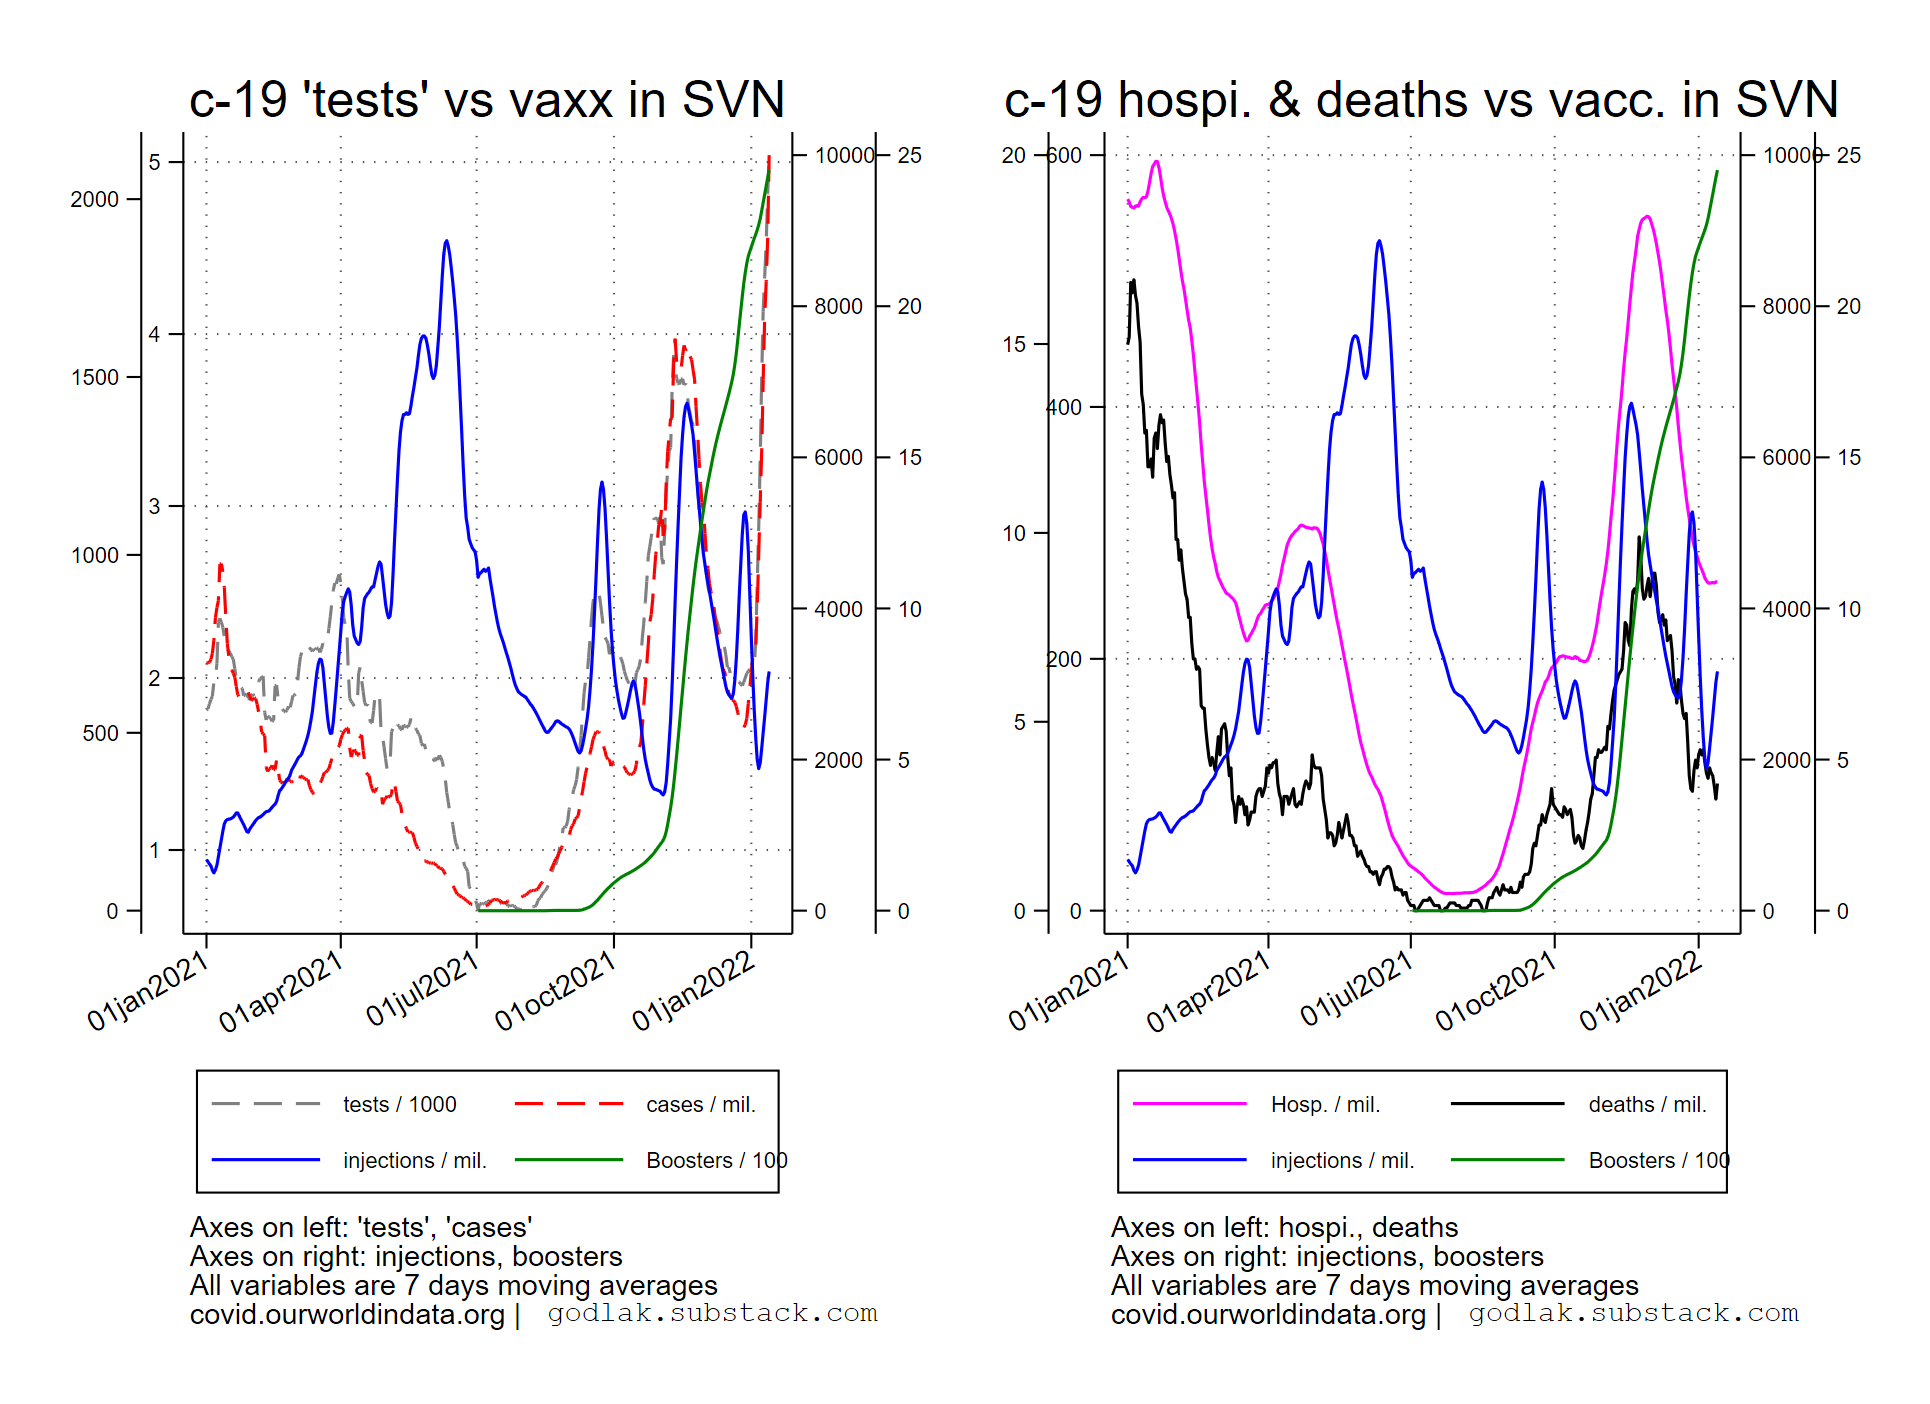 c-19 'tests' vs vaxx in SVN
5
4
3
2
1
2000
1500
1000
500
0
10000
8000
6000
4000
2000
0
25
20
15
10
5
0
01jan2021
01apr2021
01jul2021
01oct2021
01jan2022
tests / 1000
cases / mil.
injections / mil.
Boosters / 100
Axes on left: 'tests', 'cases'
Axes on right: injections, boosters
All variables are 7 days moving averages
covid.ourworldindata.org | godlak.substack.com
c-19 hospi. & deaths vs vacc. in SVN
20
15
10
5
0
600
400
200
0
10000
8000
6000
4000
2000
0
25
20
15
10
5
0
01jan2021
01apr2021
01jul2021
01oct2021
01jan2022
Hosp. / mil.
deaths / mil.
injections / mil.
Boosters / 100
Axes on left: hospi., deaths
Axes on right: injections, boosters
All variables are 7 days moving averages
covid.ourworldindata.org | godlak.substack.com